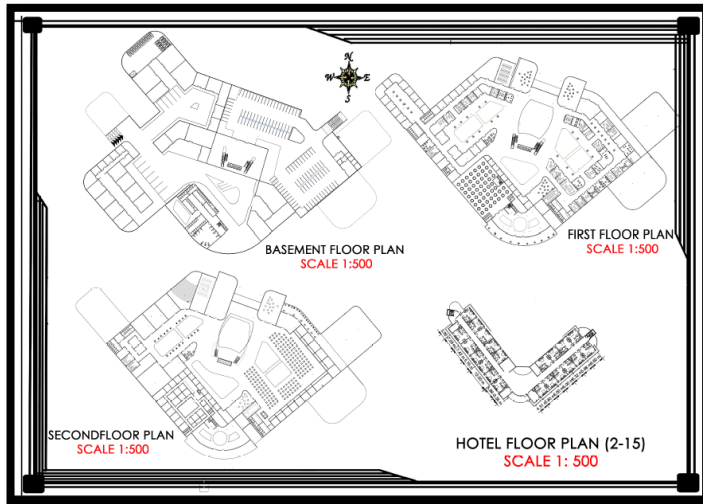 N
W E
S
BASEMENT FLOOR PLAN
SCALE 1:500
FIRST FLOOR PLAN
SCALE 1:500
SECONDFLOOR PLAN
SCALE 1:500
HOTEL FLOOR PLAN (2-15)
SCALE 1: 500